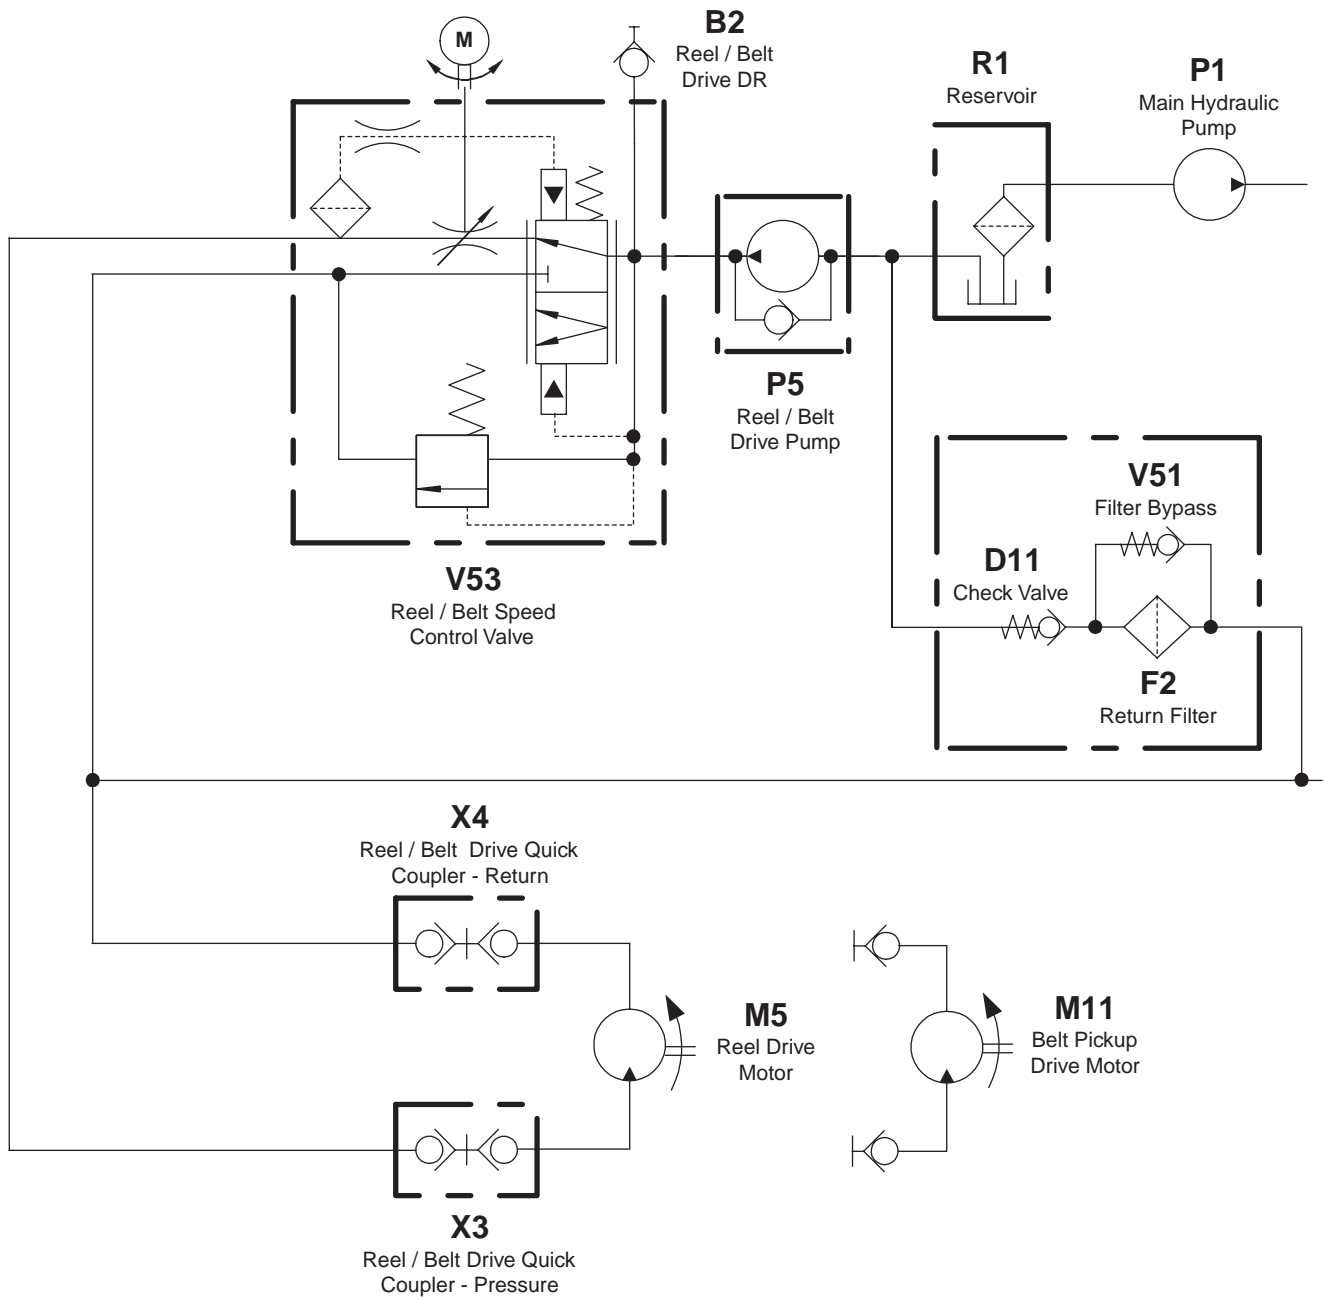 M
B2
Reel / Belt
Drive DR
R1
Reservoir
P1
Main Hydraulic
Pump
P5
Reel / Belt
Drive Pump
V53
Reel / Belt Speed
Control Valve
V51
Filter Bypass
D11
Check Valve
F2
Return Filter
X4
Reel / Belt Drive Quick
Coupler - Return
M5
Reel Drive
Motor
M11
Belt Pickup
Drive Motor
X3
Reel / Belt Drive Quick
Coupler - Pressure